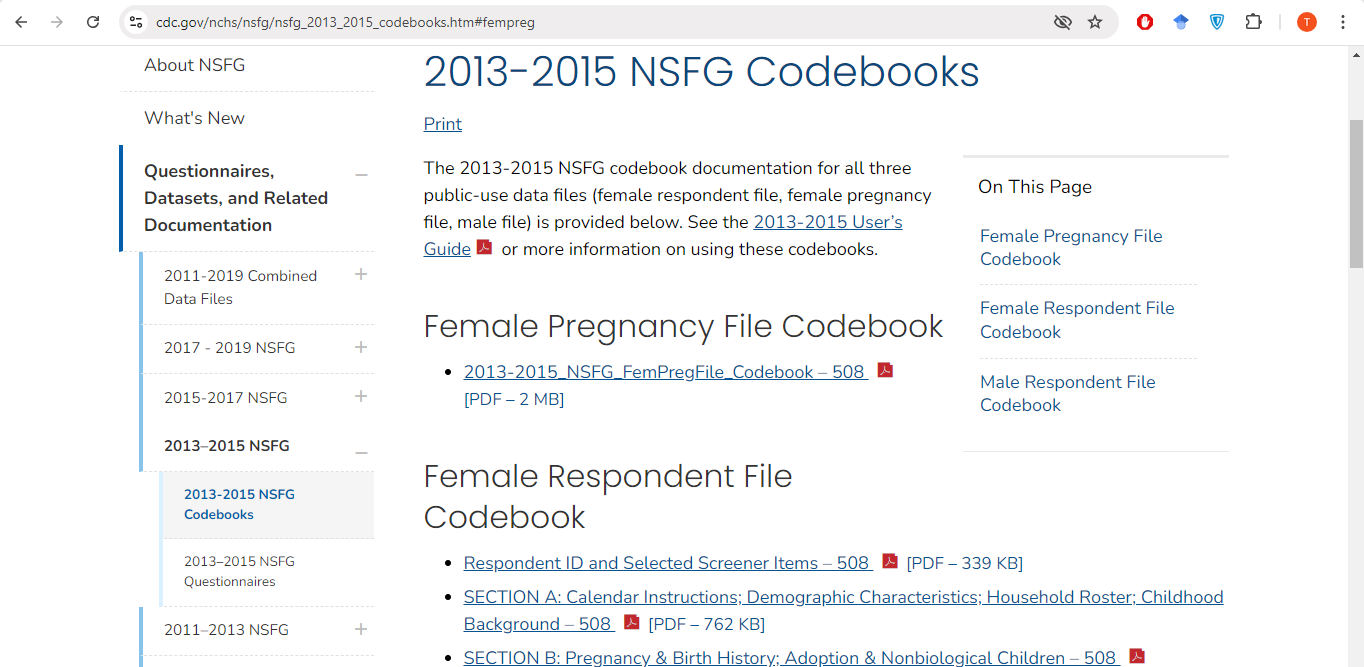 cdc.gov/nchs/nsfg/nsfg_2013_2015_codebooks.htm#fempreg
T
About NSFG
What's New
Questionnaires,
Datasets, and Related
Documentation
2011-2019 Combined
Data Files
2017 - 2019 NSFG
2015-2017 NSFG
2013–2015 NSFG
2013-2015 NSFG
Codebooks
2013–2015 NSFG
Questionnaires
2011–2013 NSFG
2013-2015 NSFG Codebooks
Print
The 2013-2015 NSFG codebook documentation for all three
public-use data files (female respondent file, female pregnancy
file, male file) is provided below. See the 2013-2015 User’s
Guide or more information on using these codebooks.
Female Pregnancy File Codebook
2013-2015_NSFG_FemPregFile_Codebook – 508
[PDF – 2 MB]
Female Respondent File
Codebook
Respondent ID and Selected Screener Items – 508 [PDF – 339 KB]
SECTION A: Calendar Instructions; Demographic Characteristics; Household Roster; Childhood
Background – 508 [PDF – 762 KB]
SECTION B: Pregnancy & Birth History; Adoption & Nonbiological Children – 508
On This Page
Female Pregnancy File
Codebook
Female Respondent File
Codebook
Male Respondent File
Codebook